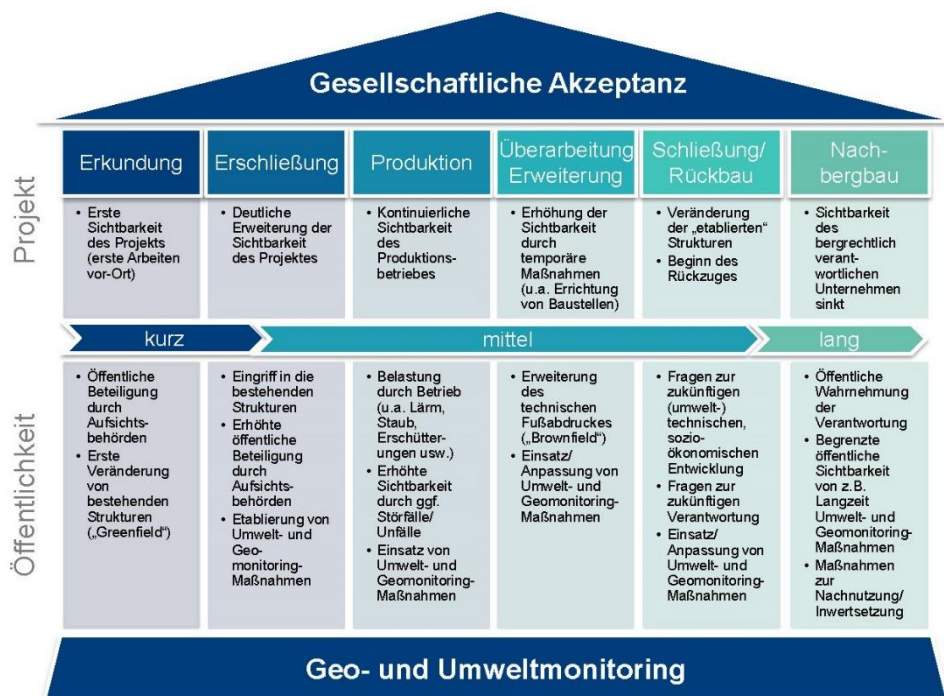 Gesellschaftliche Akzeptanz
Projekt
Erkundung
Erschließung
Produktion
Überarbeitung
Erweiterung
Schließung/
Rückbau
Nach-
bergbau
• Erste
Sichtbarkeit
des Projekts
(erste Arbeiten
vor-Ort)
• Deutliche
Erweiterung der
Sichtbarkeit
des Projektes
• Kontinuierliche
Sichtbarkeit
des
Produktions-
betriebes
• Erhöhung der
Sichtbarkeit
durch
temporäre
Maßnahmen
(u.a. Errichtung
von Baustellen)
• Veränderung
der „etablierten“
Strukturen
• Beginn des
Rückzuges
• Sichtbarkeit
des
bergrechtlich
verant-
wortlichen
Unternehmen
sinkt
kurz
mittel
lang
Öffentlichkeit
• Öffentliche
Beteiligung
durch
Aufsichts-
behörden
• Erste
Veränderung
von
bestehenden
Strukturen
(„Greenfield“)
• Eingriff in die
bestehenden
Strukturen
• Erhöhte
öffentliche
Beteiligung
durch
Aufsichts-
behörden
• Etablierung von
Umwelt- und
Geo-
monitoring-
Maßnahmen
• Belastung
durch Betrieb
(u.a. Lärm,
Staub,
Erschütter-
ungen usw.)
• Erhöhte
Sichtbarkeit
durch ggf.
Störfälle/
Unfälle
• Einsatz von
Umwelt- und
Geomonitoring-
Maßnahmen
• Erweiterung
des
technischen
Fußabdruckes
(„Brownfield“)
• Einsatz/
Anpassung von
Umwelt- und
Geomonitoring-
Maßnahmen
• Fragen zur
zukünftigen
(umwelt-)
technischen,
sozio-
ökonomischen
Entwicklung
• Fragen zur
zukünftigen
Verantwortung
• Einsatz/
Anpassung von
Umwelt- und
Geomonitoring-
Maßnahmen
• Öffentliche
Wahrnehmung
der
Verantwortung
• Begrenzte
öffentliche
Sichtbarkeit
von z.B.
Langzeit
Umwelt- und
Geomonitoring-
Maßnahmen
• Maßnahmen
zur
Nachnutzung/
Inwertsetzung
Geo- und Umweltmonitoring